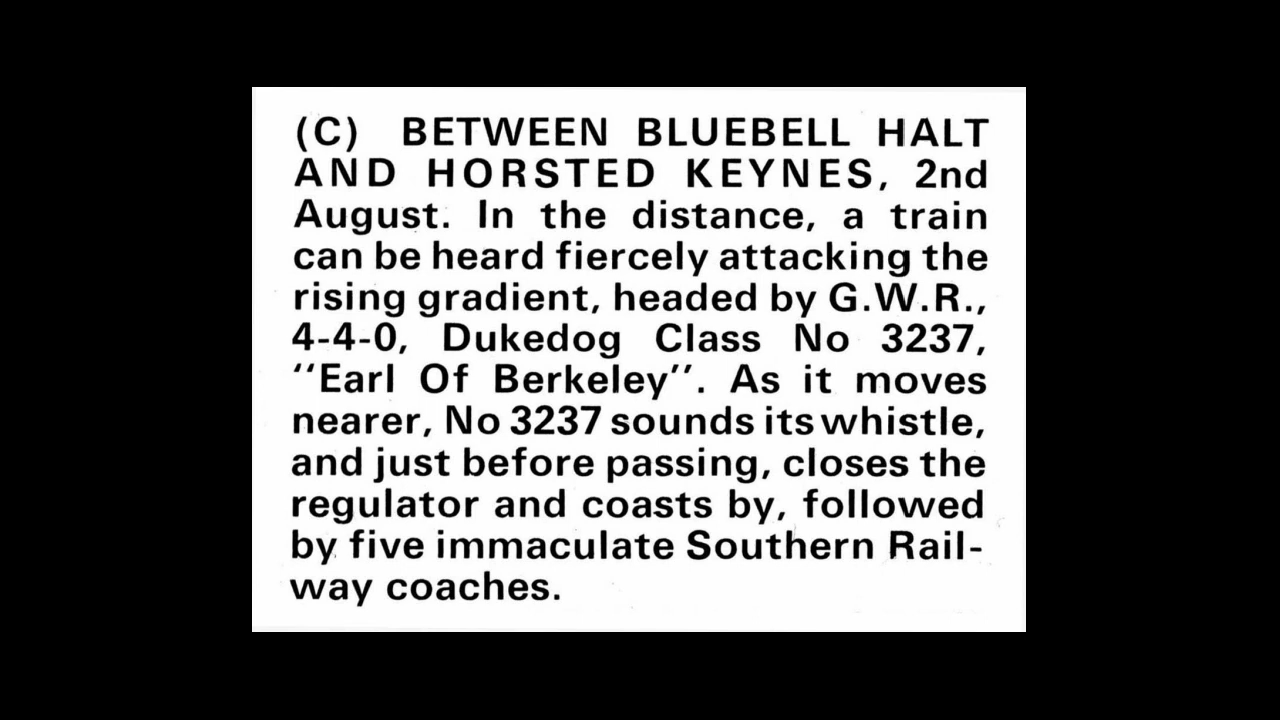 (C) BETWEEN BLUEBELL HALT
AND HORSTED KEYNES, 2nd
August. In the distance, a train
can be heard fiercely attacking the
rising gradient, headed by G.W.R.,
4-4-0, Dukedog Class No 3237,
"Earl Of Berkeley". As it moves
nearer, No 3237 sounds its whistle,
and just before passing, closes the
regulator and coasts by, followed
by five immaculate Southern Rail-
way coaches.